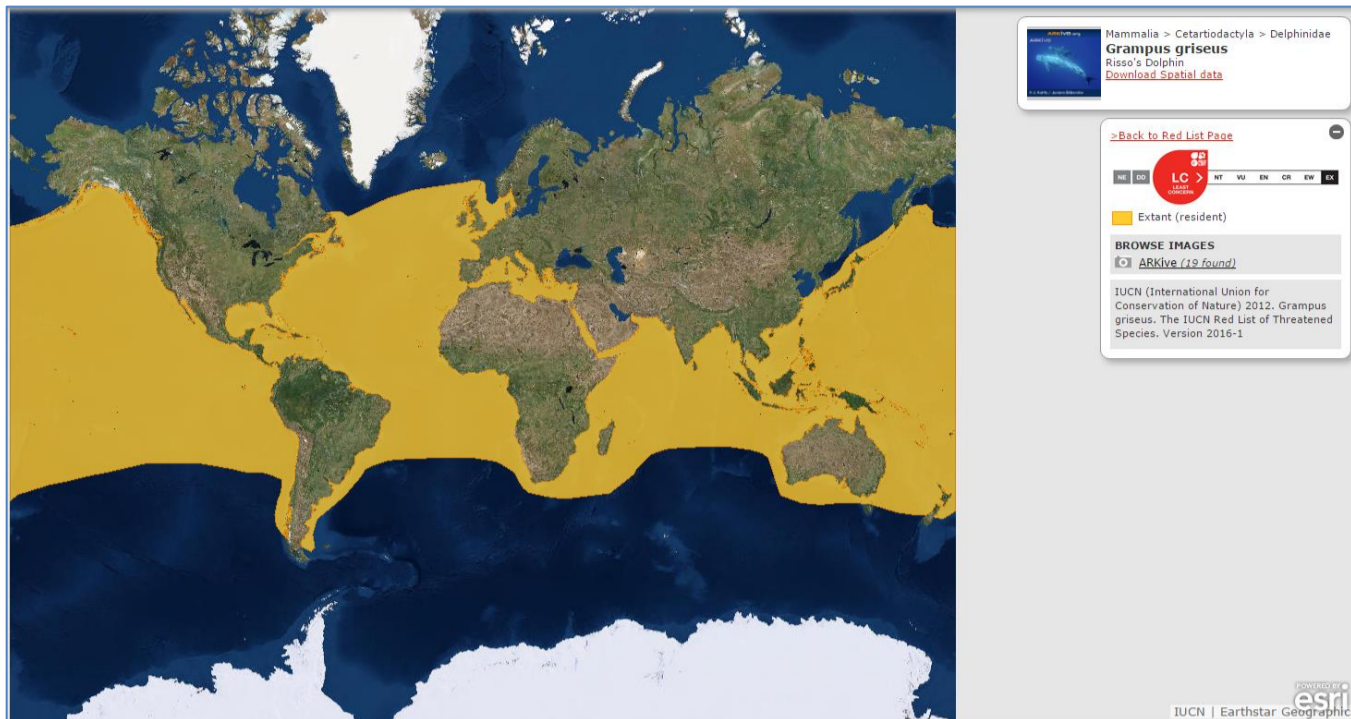 Mammalia > Cetartiodactyla > Delphinidae
Grampus griseus
Risso's Dolphin
Download Spatial data
>Back to Red List Page
NE DD LC > NT VU EN CR EW EX
LEAST
CONCERN
Extant (resident)
BROWSE IMAGES
ARKive (19 found)
IUCN (International Union for
Conservation of Nature) 2012. Grampus
griseus. The IUCN Red List of Threatened
Species. Version 2016-1
POWERED BY
esri
IUCN | Earthstar Geographic